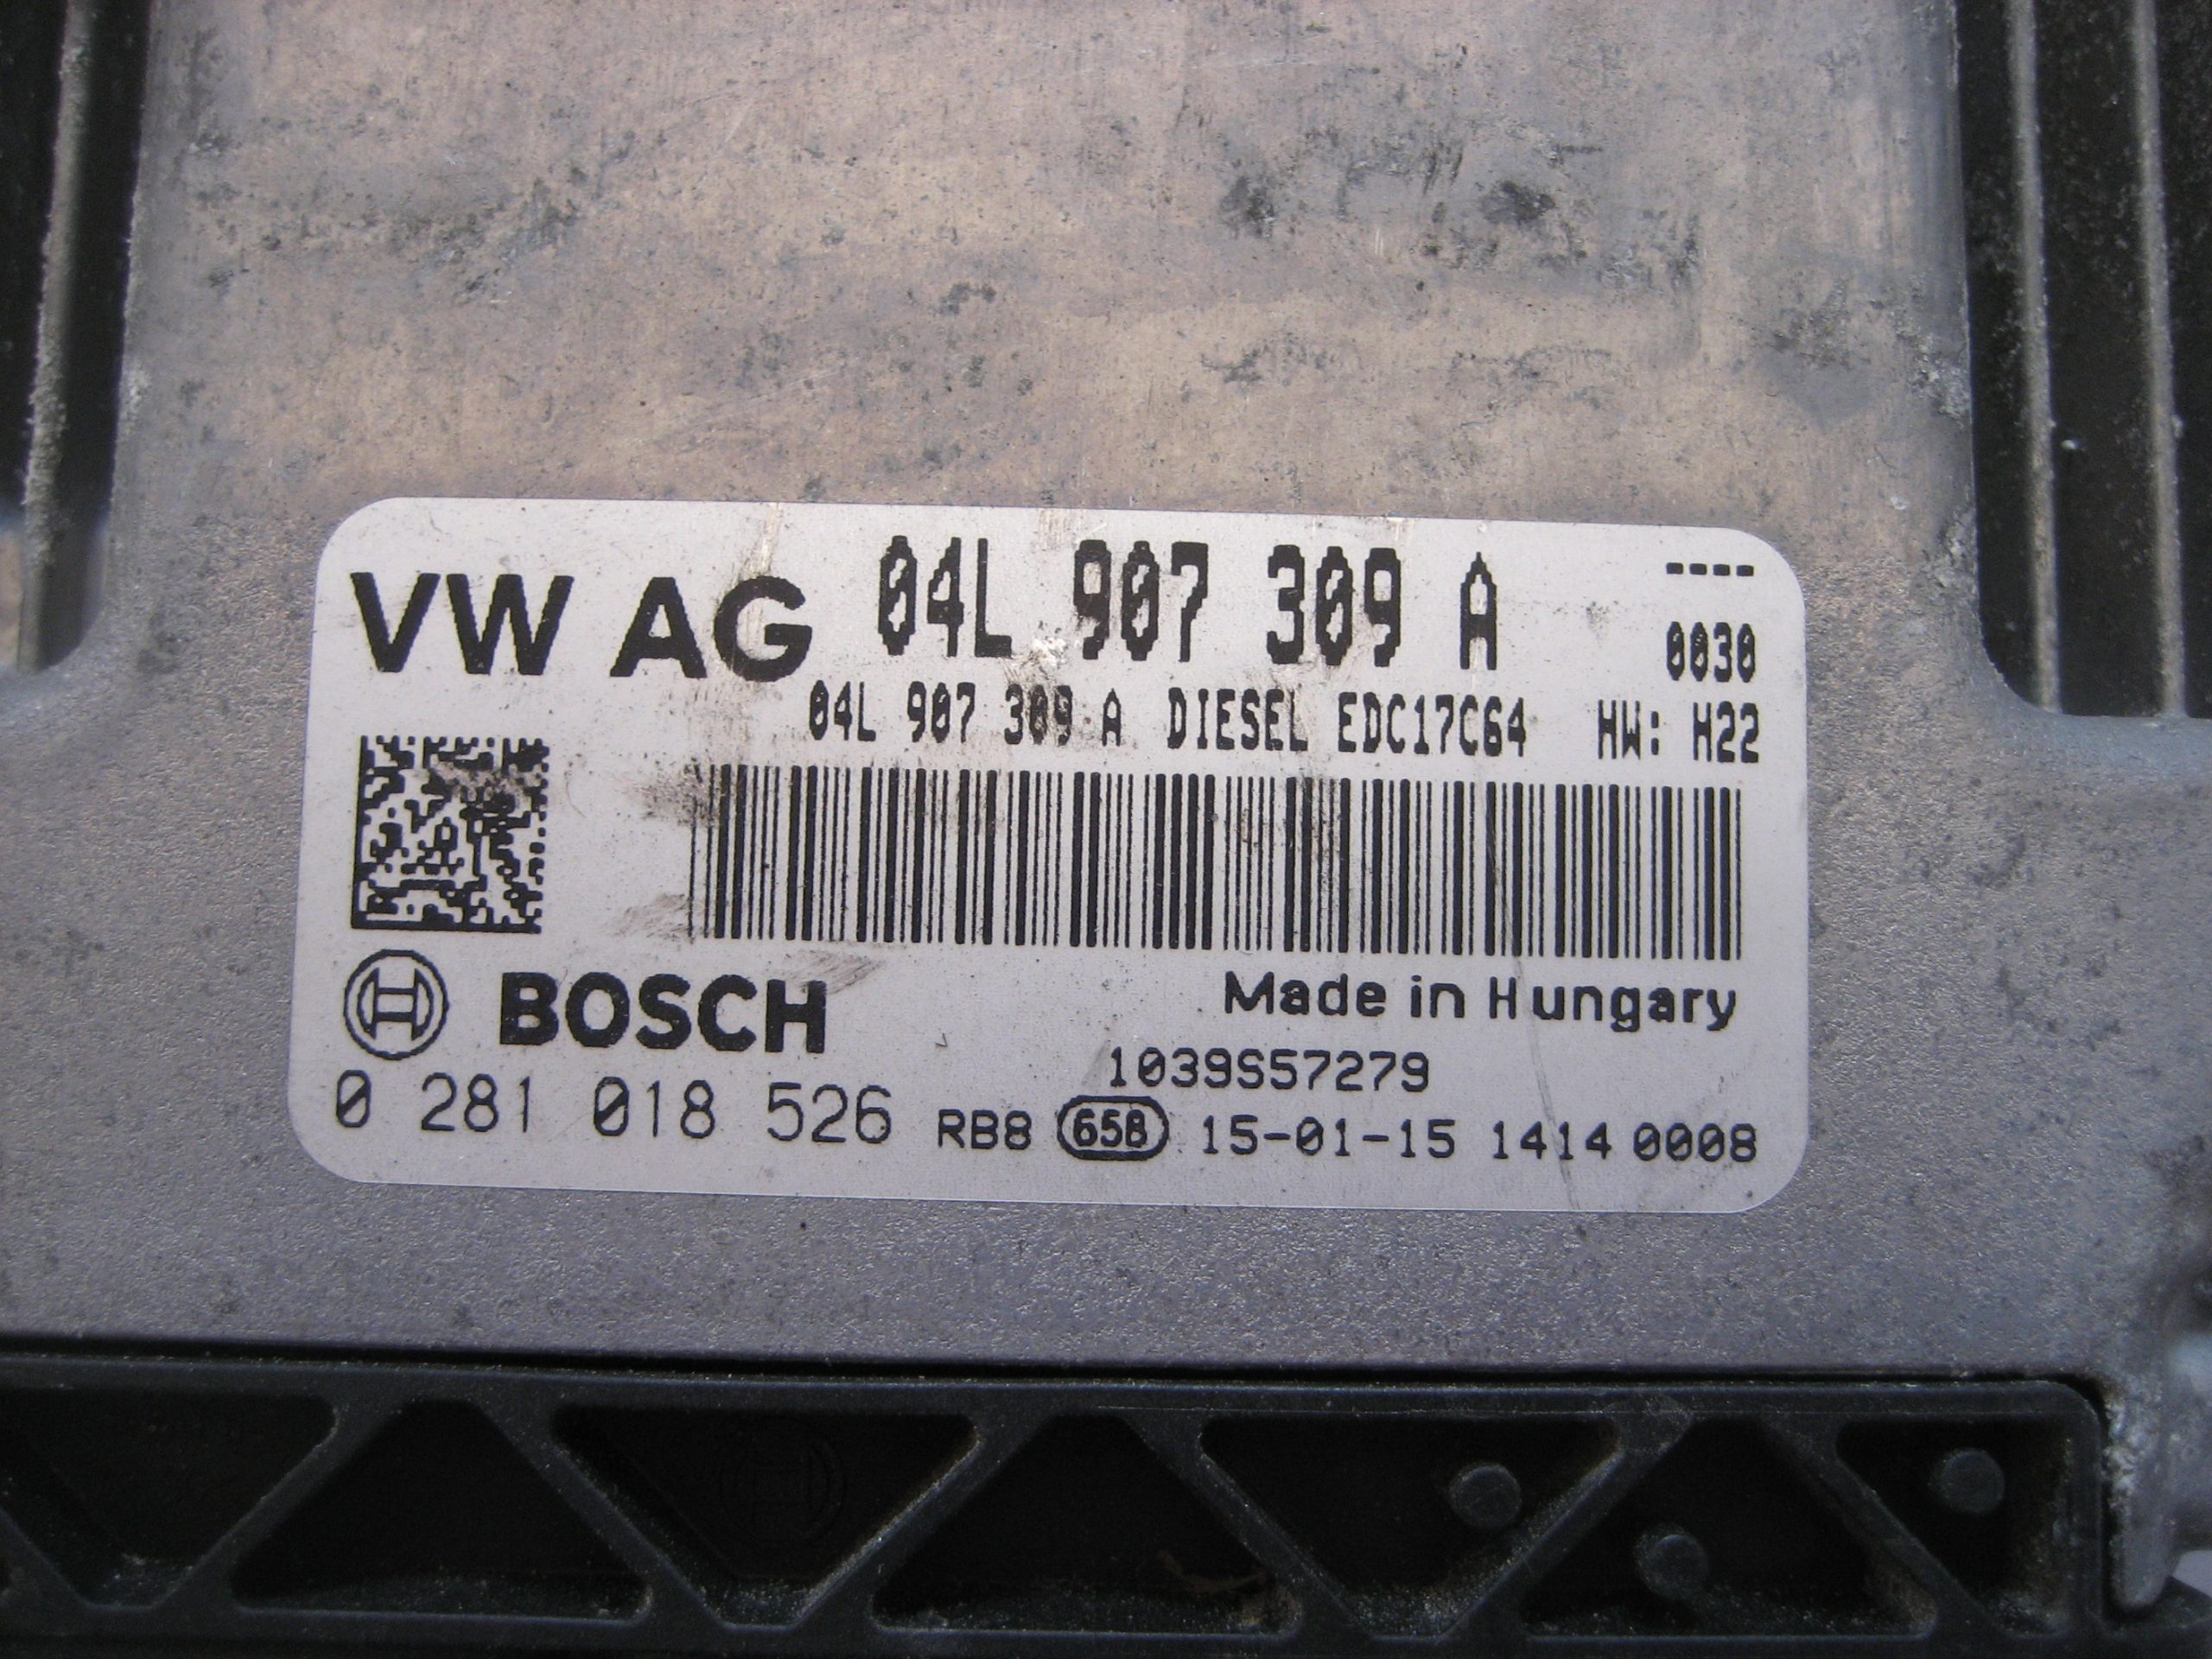 VW AG 04L 907 309 A ----
0030
04L 907 309 A DIESEL EDC17C64 HW: H22
BOSCH
Made in Hungary
1039S57279
0 281 018 526 RB8 658 15-01-15 1414 0008